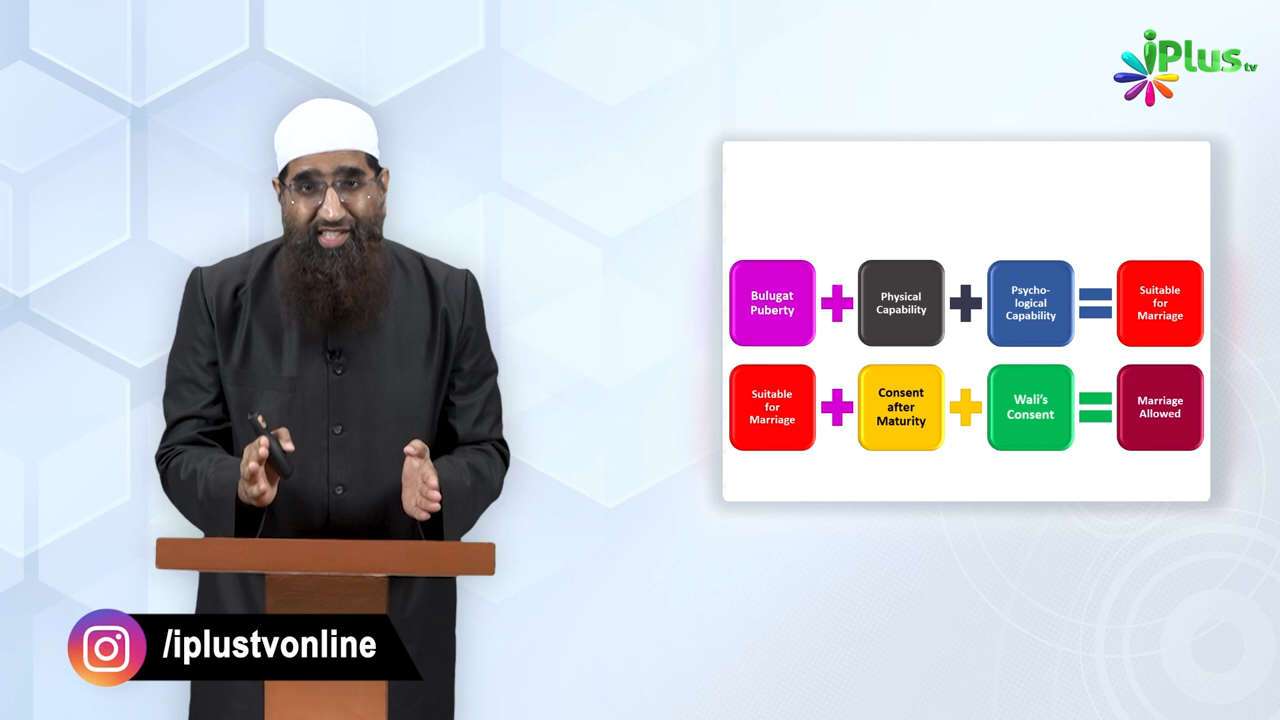 iPlus tv
Bulugat
Puberty
Physical
Capability
Psycho-
logical
Capability
Suitable
for
Marriage
Suitable
for
Marriage
Consent
after
Maturity
Wali's
Consent
Marriage
Allowed
/iplustvonline